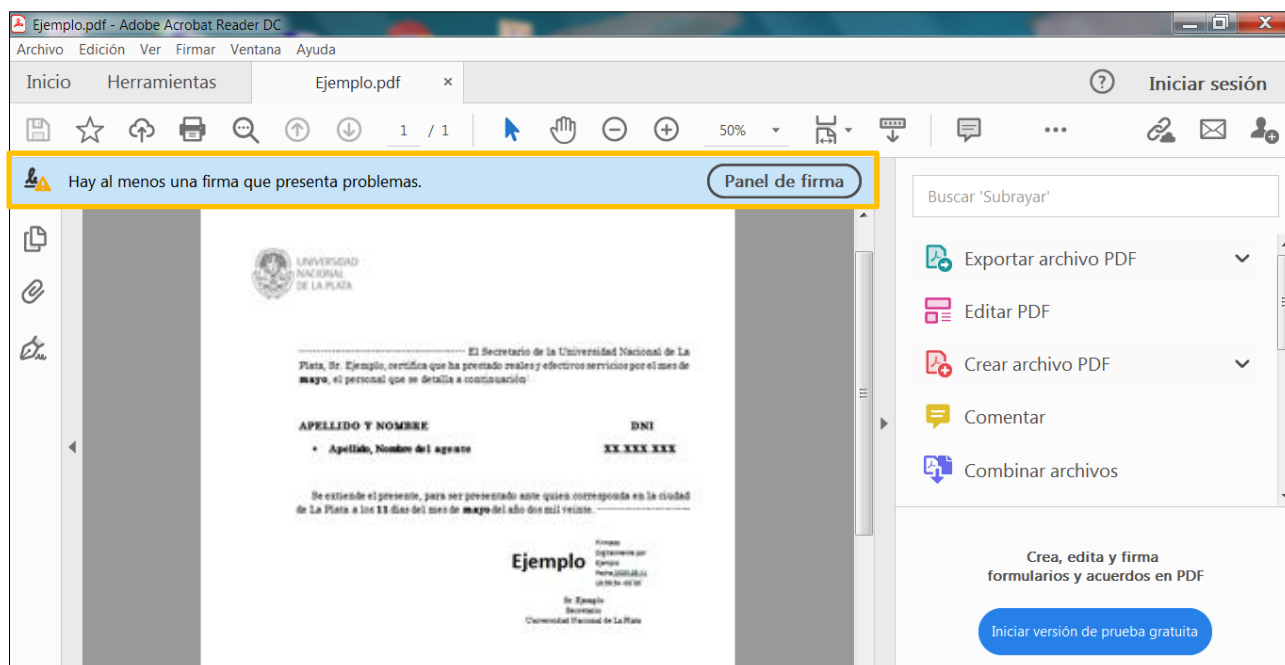 Ejemplo.pdf - Adobe Acrobat Reader DC
Archivo Edición Ver Firmar Ventana Ayuda
Inicio Herramientas Ejemplo.pdf × ? Iniciar sesión
1 / 1 50%
Hay al menos una firma que presenta problemas. Panel de firma
Buscar 'Subrayar'
Exportar archivo PDF
Editar PDF
Crear archivo PDF
Comentar
Combinar archivos
Crea, edita y firma
formularios y acuerdos en PDF
Iniciar versión de prueba gratuita
UNIVERSIDAD
NACIONAL
DE LA PLATA
El Secretario de la Universidad Nacional de La
Plata, Sr. Ejemplo, certifica que ha prestado reales y efectivos servicios por el mes de
mayo, el personal que se detalla a continuación:
APELLIDO Y NOMBRE DNI
• Apellido, Nombre del agente XX XXX XXX
Se extiende el presente, para ser presentado ante quien corresponda en la ciudad
de La Plata a los 11 días del mes de mayo del año dos mil veinte.
Ejemplo
Firmado
Digitalmente por
Ejemplo
Sr. Ejemplo
Secretario
Universidad Nacional de La Plata